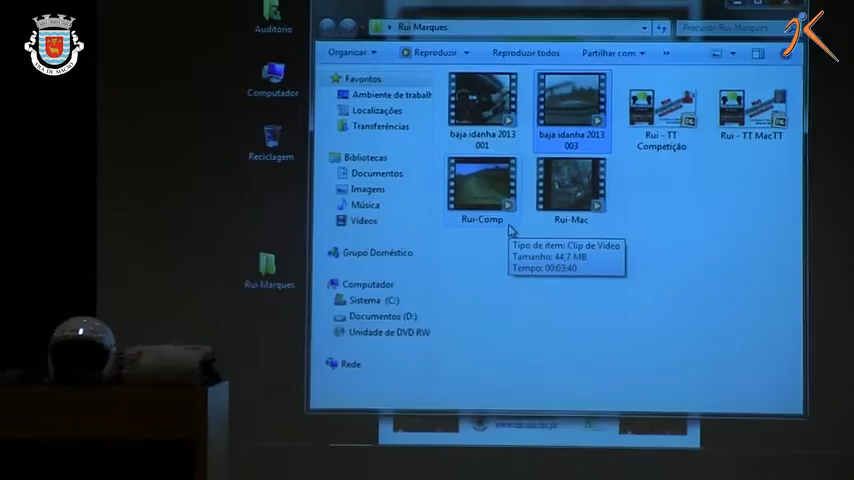 Auditório
Computador
Reciclagem
Rui Marques
Rui Marques
Procurar Rui Marques
Organizar
Reproduzir
Reproduzir todos
Partilhar com
»
Favoritos
Ambiente de trabalh
Localizações
Transferências
Bibliotecas
Documentos
Imagens
Música
Vídeos
Grupo Doméstico
Computador
Sistema (C:)
Documentos (D:)
Unidade de DVD RW
Rede
baja idanha 2013
001
baja idanha 2013
003
Rui - TT
Competição
Rui - TT MacTT
Rui-Comp
Rui-Mac
Tipo de item: Clip de Vídeo
Tamanho: 44,7 MB
Tempo: 00:03:40